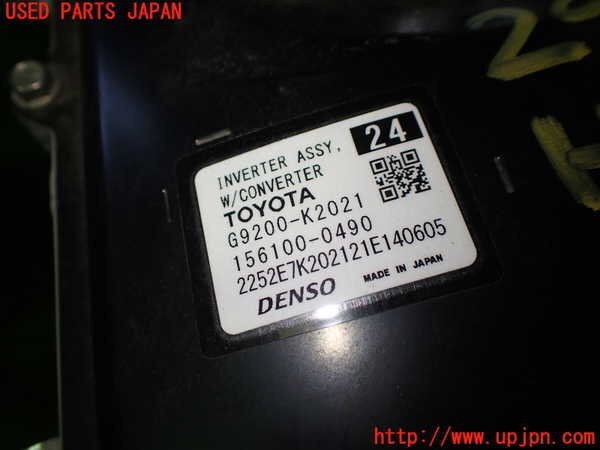 USED PARTS JAPAN
24
INVERTER ASSY,
W/CONVERTER
TOYOTA
G9200-K2021
156100-0490
2252E7K202121E140605
DENSO
MADE IN JAPAN
http://www.upjpn.com/